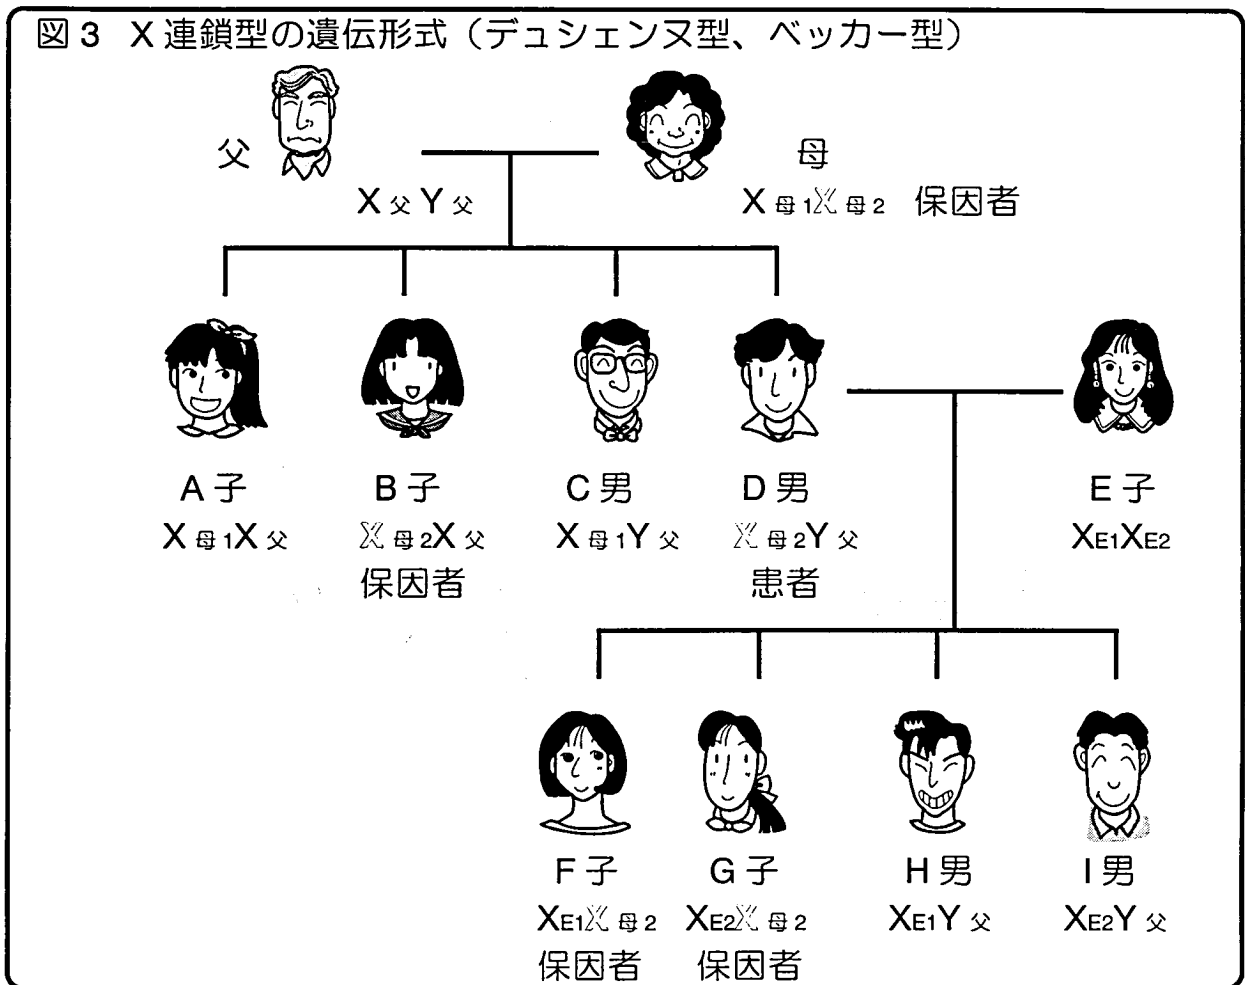 図3 X連鎖型の遺伝形式（デュシェンヌ型、ベッカー型）
父 母
X父Y父 X母1X母2 保因者
A子 B子 C男 D男 E子
X母1X父 X母2X父 X母1Y父 X母2Y父 XE1XE2
保因者 患者
F子 G子 H男 I男
XE1X母2 XE2X母2 XE1Y父 XE2Y父
保因者 保因者